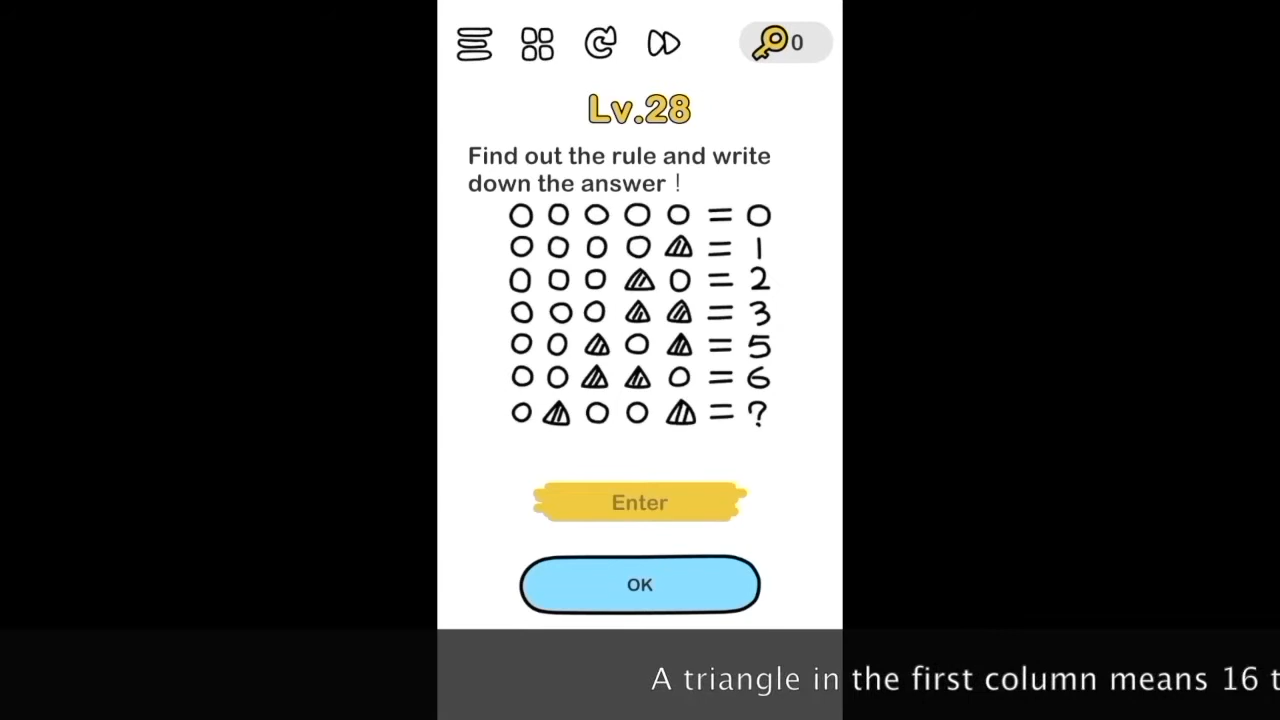 0
Lv.28
Find out the rule and write
down the answer !
= 0
= 1
= 2
= 3
= 5
= 6
= ?
Enter
OK
A triangle in the first column means 16 t